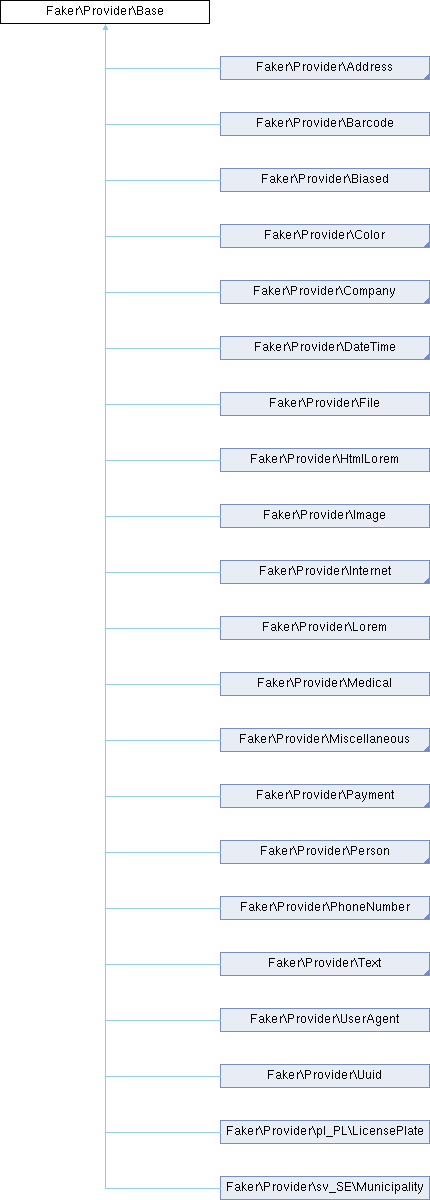 Faker\Provider\Base
Faker\Provider\Address
Faker\Provider\Barcode
Faker\Provider\Biased
Faker\Provider\Color
Faker\Provider\Company
Faker\Provider\DateTime
Faker\Provider\File
Faker\Provider\HtmlLorem
Faker\Provider\Image
Faker\Provider\Internet
Faker\Provider\Lorem
Faker\Provider\Medical
Faker\Provider\Miscellaneous
Faker\Provider\Payment
Faker\Provider\Person
Faker\Provider\PhoneNumber
Faker\Provider\Text
Faker\Provider\UserAgent
Faker\Provider\Uuid
Faker\Provider\pl_PL\LicensePlate
Faker\Provider\sv_SE\Municipality